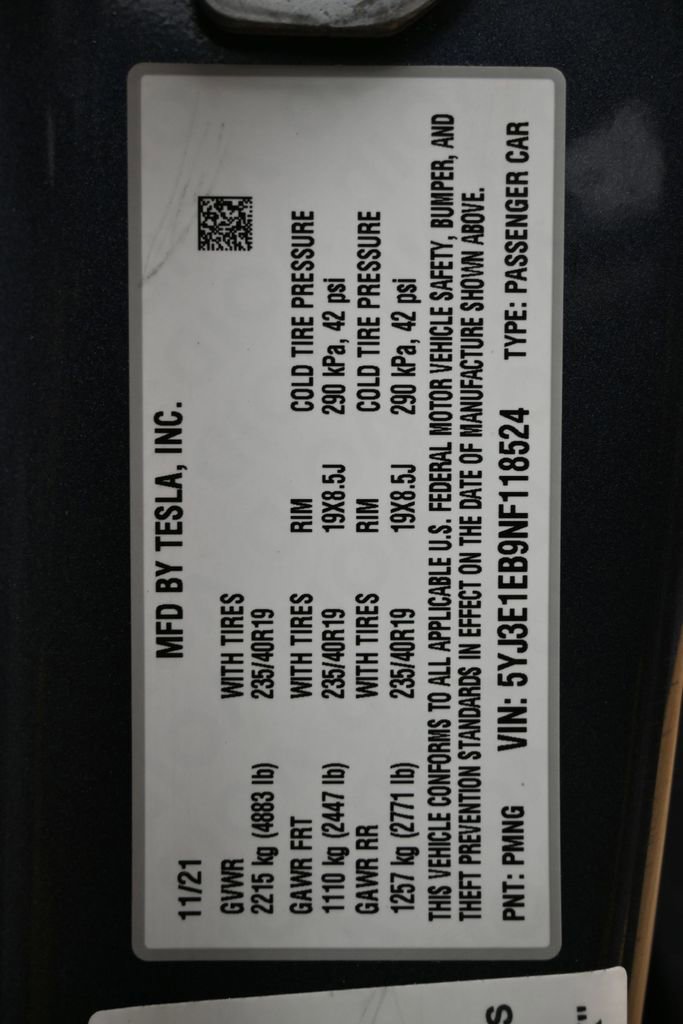 MFD BY TESLA, INC.
11/21
GVWR WITH TIRES
2215 kg (4883 lb) 235/40R19
GAWR FRT WITH TIRES RIM COLD TIRE PRESSURE
1110 kg (2447 lb) 235/40R19 19X8.5J 290 kPa, 42 psi
GAWR RR WITH TIRES RIM COLD TIRE PRESSURE
1257 kg (2771 lb) 235/40R19 19X8.5J 290 kPa, 42 psi
THIS VEHICLE CONFORMS TO ALL APPLICABLE U.S. FEDERAL MOTOR VEHICLE SAFETY, BUMPER, AND
THEFT PREVENTION STANDARDS IN EFFECT ON THE DATE OF MANUFACTURE SHOWN ABOVE.
PNT: PMNG VIN: 5YJ3E1EB9NF118524 TYPE: PASSENGER CAR